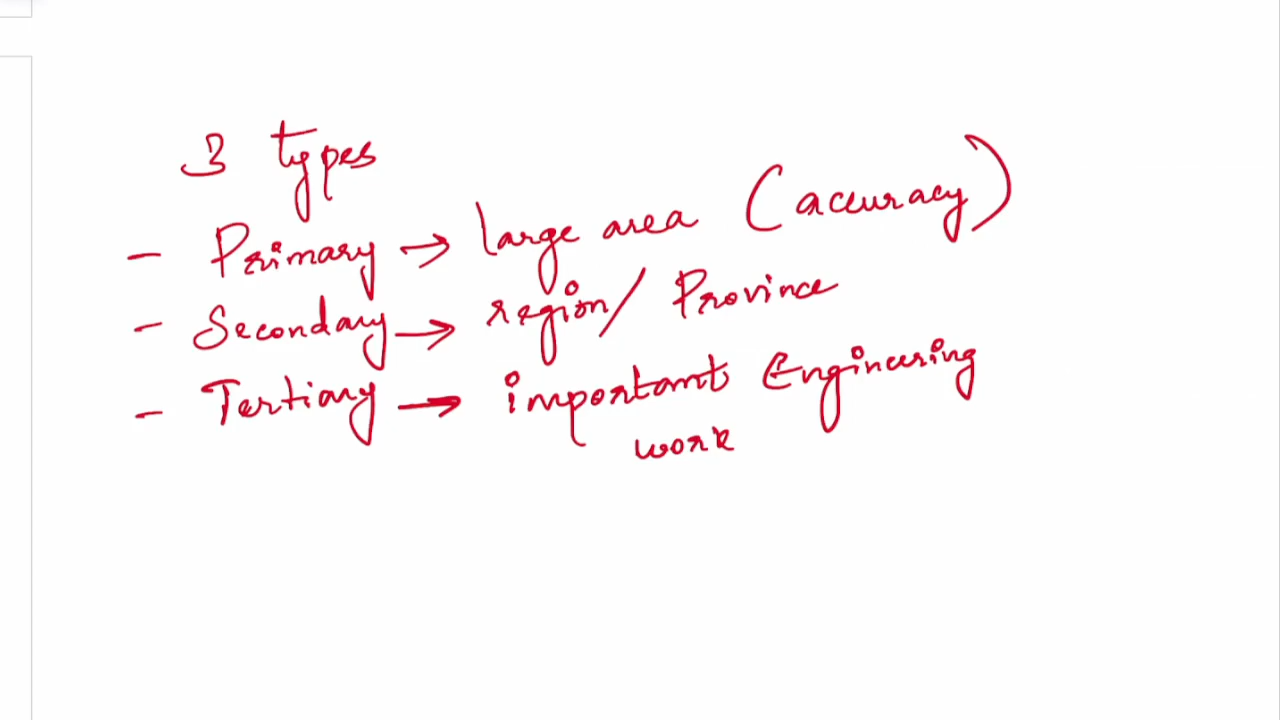 3 types
- Primary → large area (accuracy)
- Secondary → region/ Province
- Tertiary → important Engineering
work